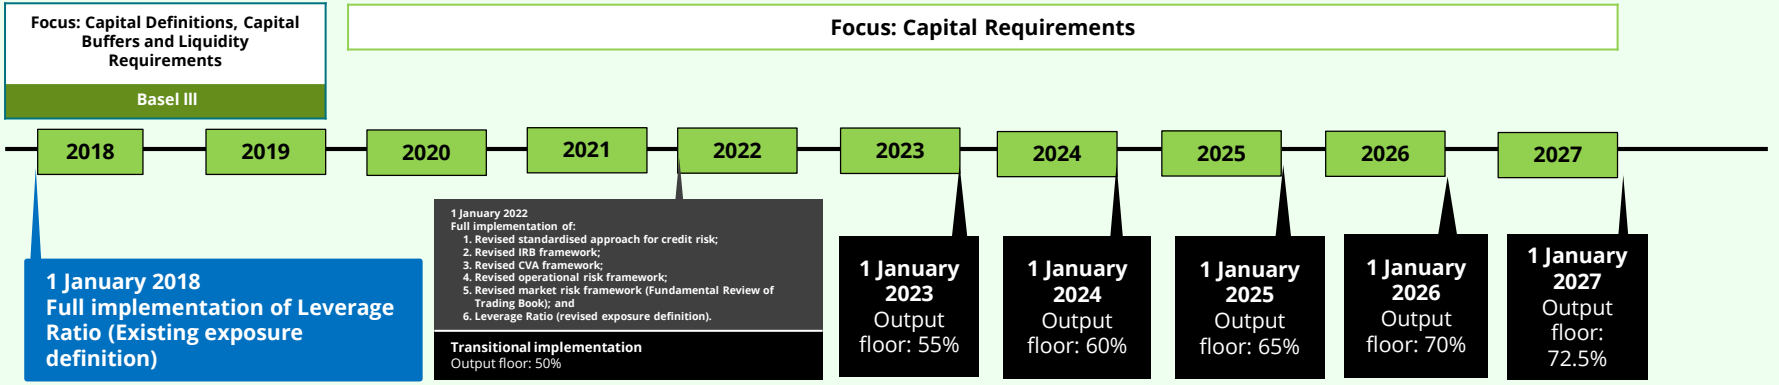 Focus: Capital Definitions, Capital
Buffers and Liquidity
Requirements
Basel lll
Focus: Capital Requirements
2018
2019
2020
2021
2022
2023
2024
2025
2026
2027
1 January 2018
Full implementation of Leverage
Ratio (Existing exposure
definition)
1 January 2022
Full implementation of:
1. Revised standardised approach for credit risk;
2. Revised IRB framework;
3. Revised CVA framework;
4. Revised operational risk framework;
5. Revised market risk framework (Fundamental Review of
Trading Book); and
6. Leverage Ratio (revised exposure definition).
Transitional implementation
Output floor: 50%
1 January
2023
Output
floor: 55%
1 January
2024
Output
floor: 60%
1 January
2025
Output
floor: 65%
1 January
2026
Output
floor: 70%
1 January
2027
Output
floor:
72.5%